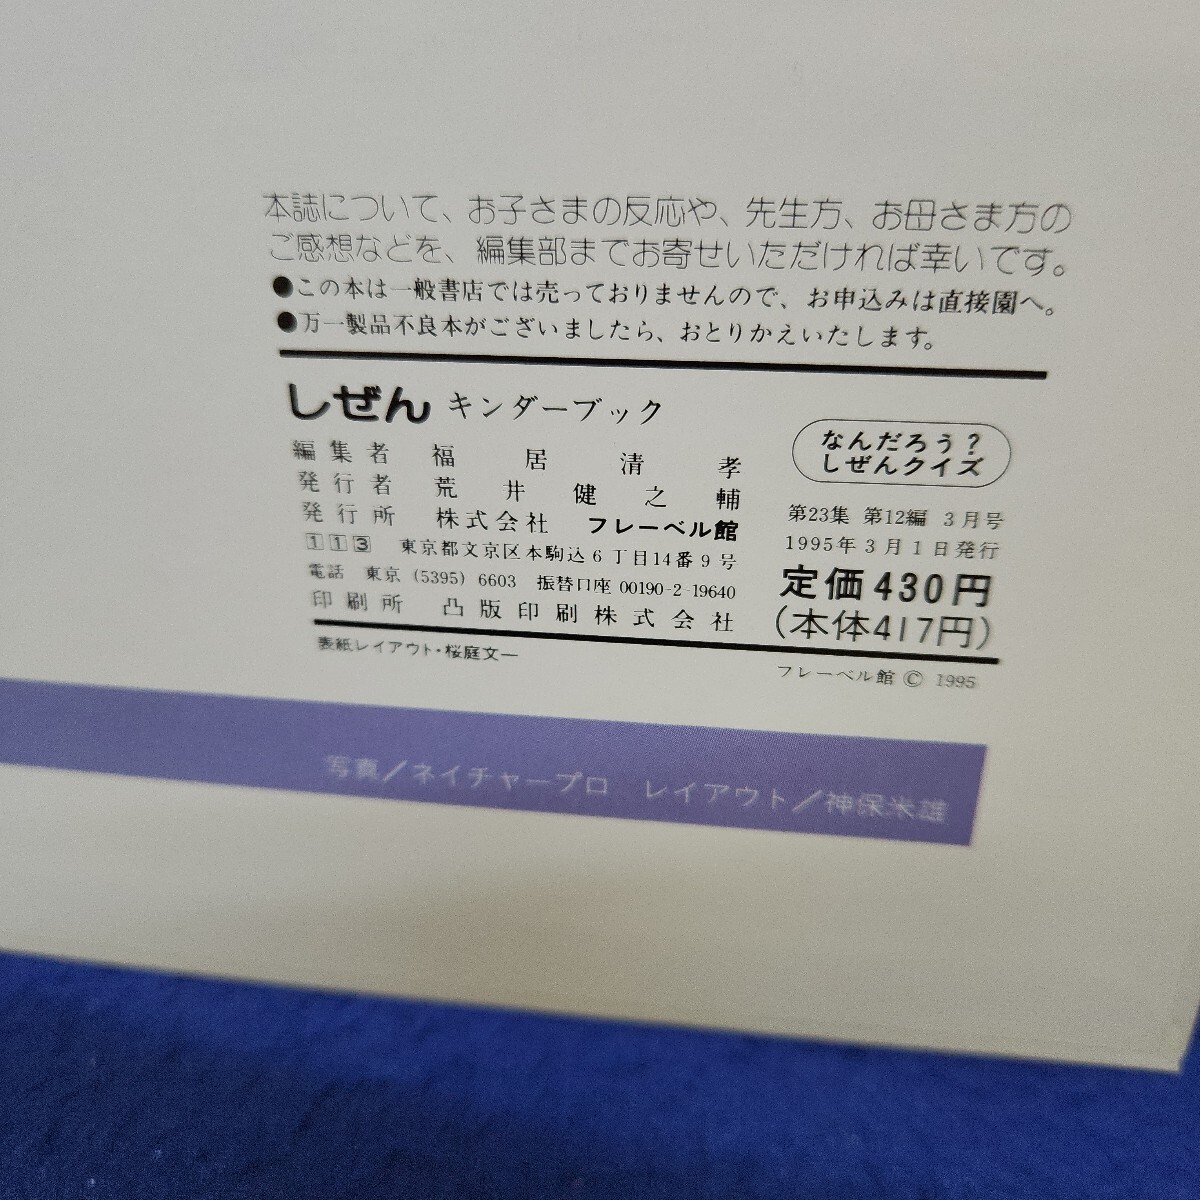 本誌について、お子さまの反応や、先生方、お母さま方の
ご感想などを、編集部までお寄せいただければ幸いです。
●この本は一般書店では売っておりませんので、お申込みは直接園へ。
●万一製品不良本がございましたら、おとりかえいたします。
しぜん キンダーブック
編集者 福居清孝
発行者 荒井健之輔
発行所 株式会社 フレーベル館
113 東京都文京区本駒込6丁目14番9号
電話 東京 (5395) 6603 振替口座 00190-2-19640
印刷所 凸版印刷株式会社
なんだろう?
しぜんクイズ
第23集 第12編 3月号
1995年3月1日発行
定価430円
(本体417円)
表紙レイアウト・桜庭文一
フレーベル館 © 1995
写真/ネイチャープロ レイアウト/神保米雄